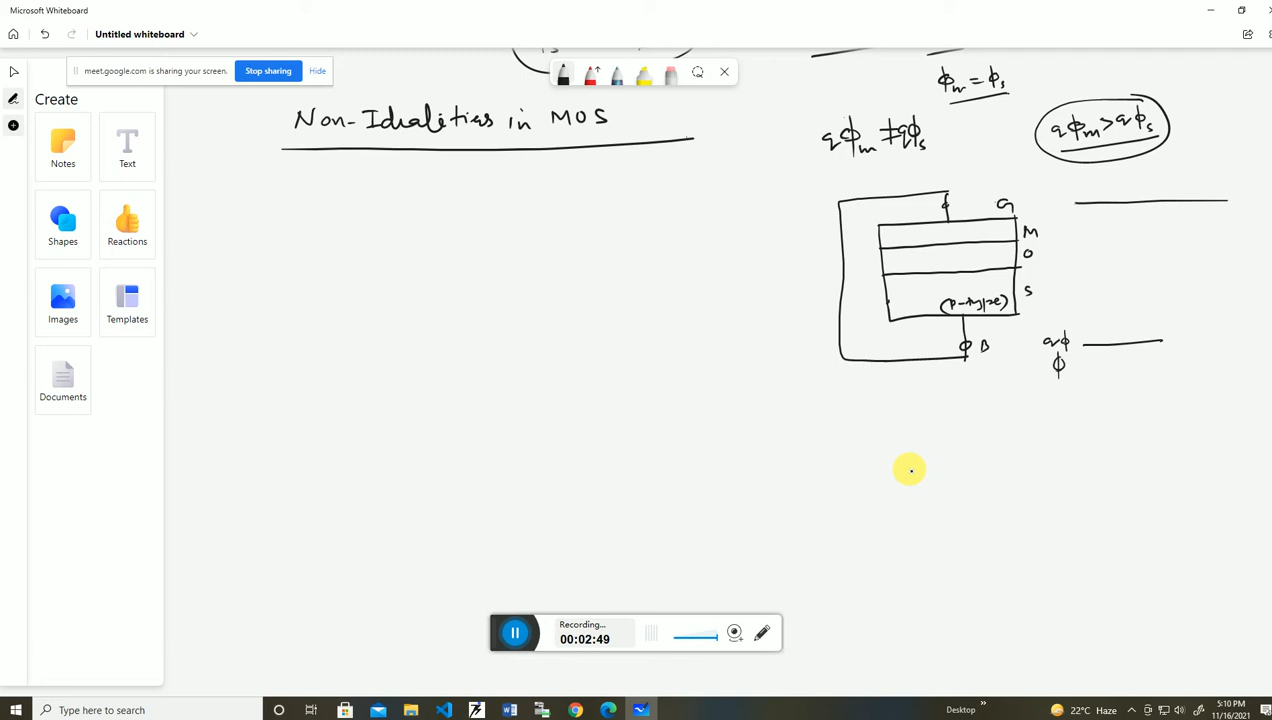 Microsoft Whiteboard
Untitled whiteboard
meet.google.com is sharing your screen.
Stop sharing
Hide
Create
Notes
Text
Shapes
Reactions
Images
Templates
Documents
ϕm = ϕs
Non-Idealities in MOS
qϕm ≠ qϕs
qϕm > qϕs
G
M
O
S
(P-type)
B
qϕ
ϕ
Recording...
00:02:49
Type here to search
Desktop
22°C Haze
5:10 PM
11/16/2021